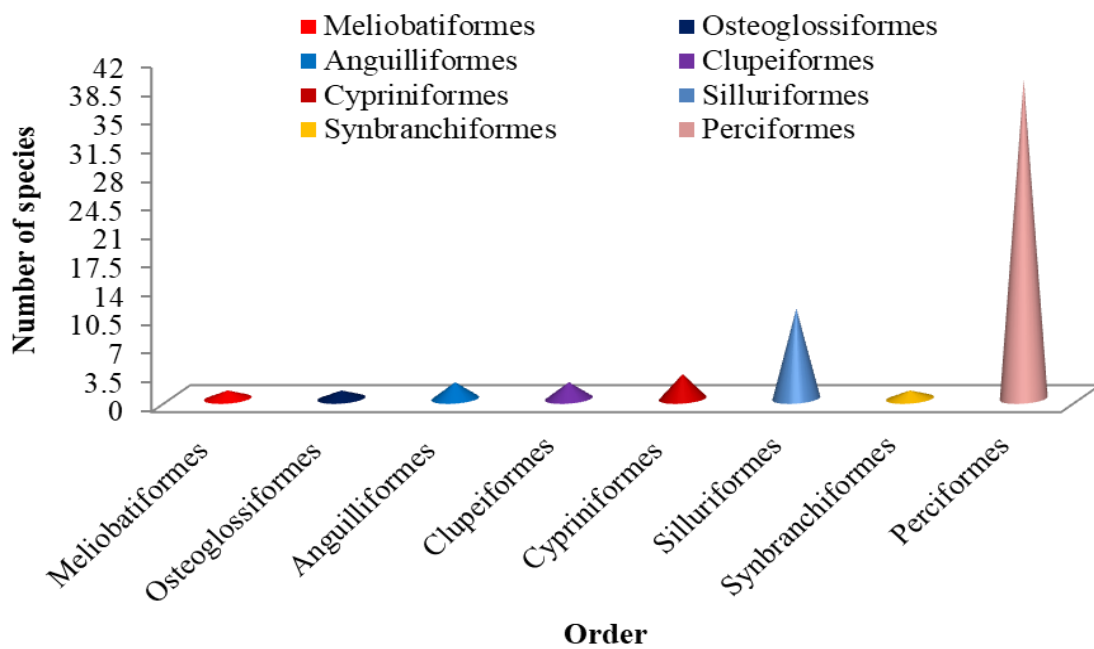 Meliobatiformes Osteoglossiformes
Anguilliformes Clupeiformes
Cypriniformes Silluriformes
Synbranchiformes Perciformes
Number of species
42
38.5
35
31.5
28
24.5
21
17.5
14
10.5
7
3.5
0
Meliobatiformes
Osteoglossiformes
Anguilliformes
Clupeiformes
Cypriniformes
Silluriformes
Synbranchiformes
Perciformes
Order